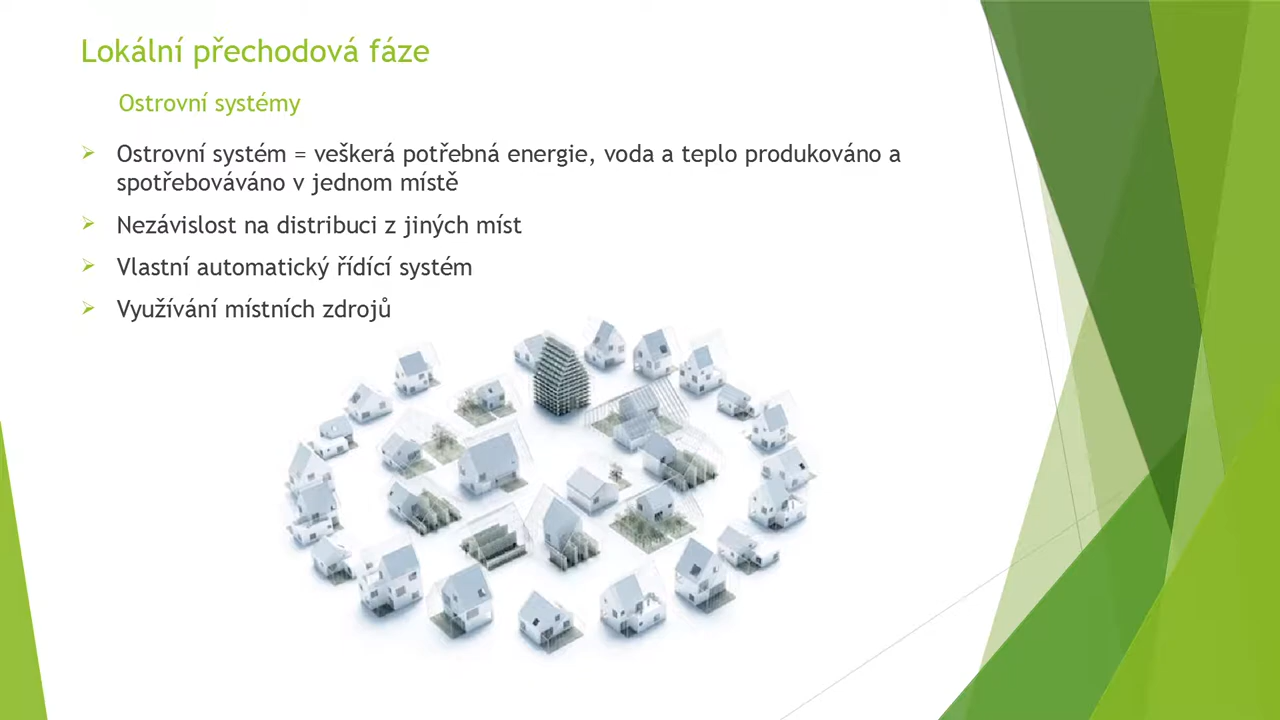 Lokální přechodová fáze
Ostrovní systémy
Ostrovní systém = veškerá potřebná energie, voda a teplo produkováno a
spotřebováváno v jednom místě
Nezávislost na distribuci z jiných míst
Vlastní automatický řídící systém
Využívání místních zdrojů